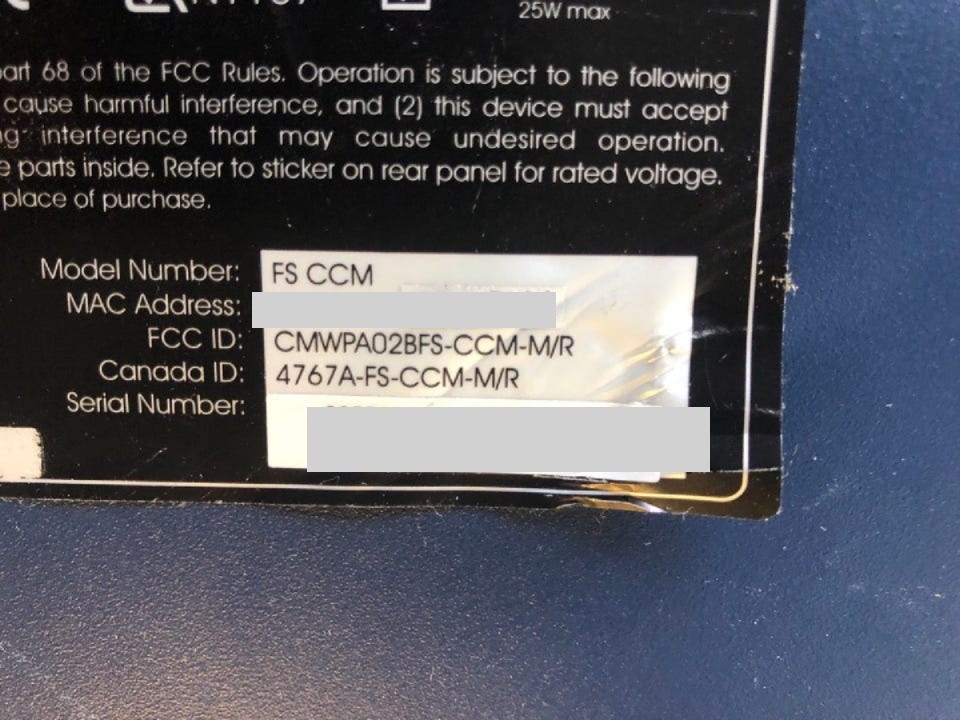 25W max
part 68 of the FCC Rules. Operation is subject to the following
cause harmful interference, and (2) this device must accept
interference that may cause undesired operation.
parts inside. Refer to sticker on rear panel for rated voltage.
place of purchase.
Model Number: FS CCM
MAC Address:
FCC ID: CMWPA02BFS-CCM-M/R
Canada ID: 4767A-FS-CCM-M/R
Serial Number: